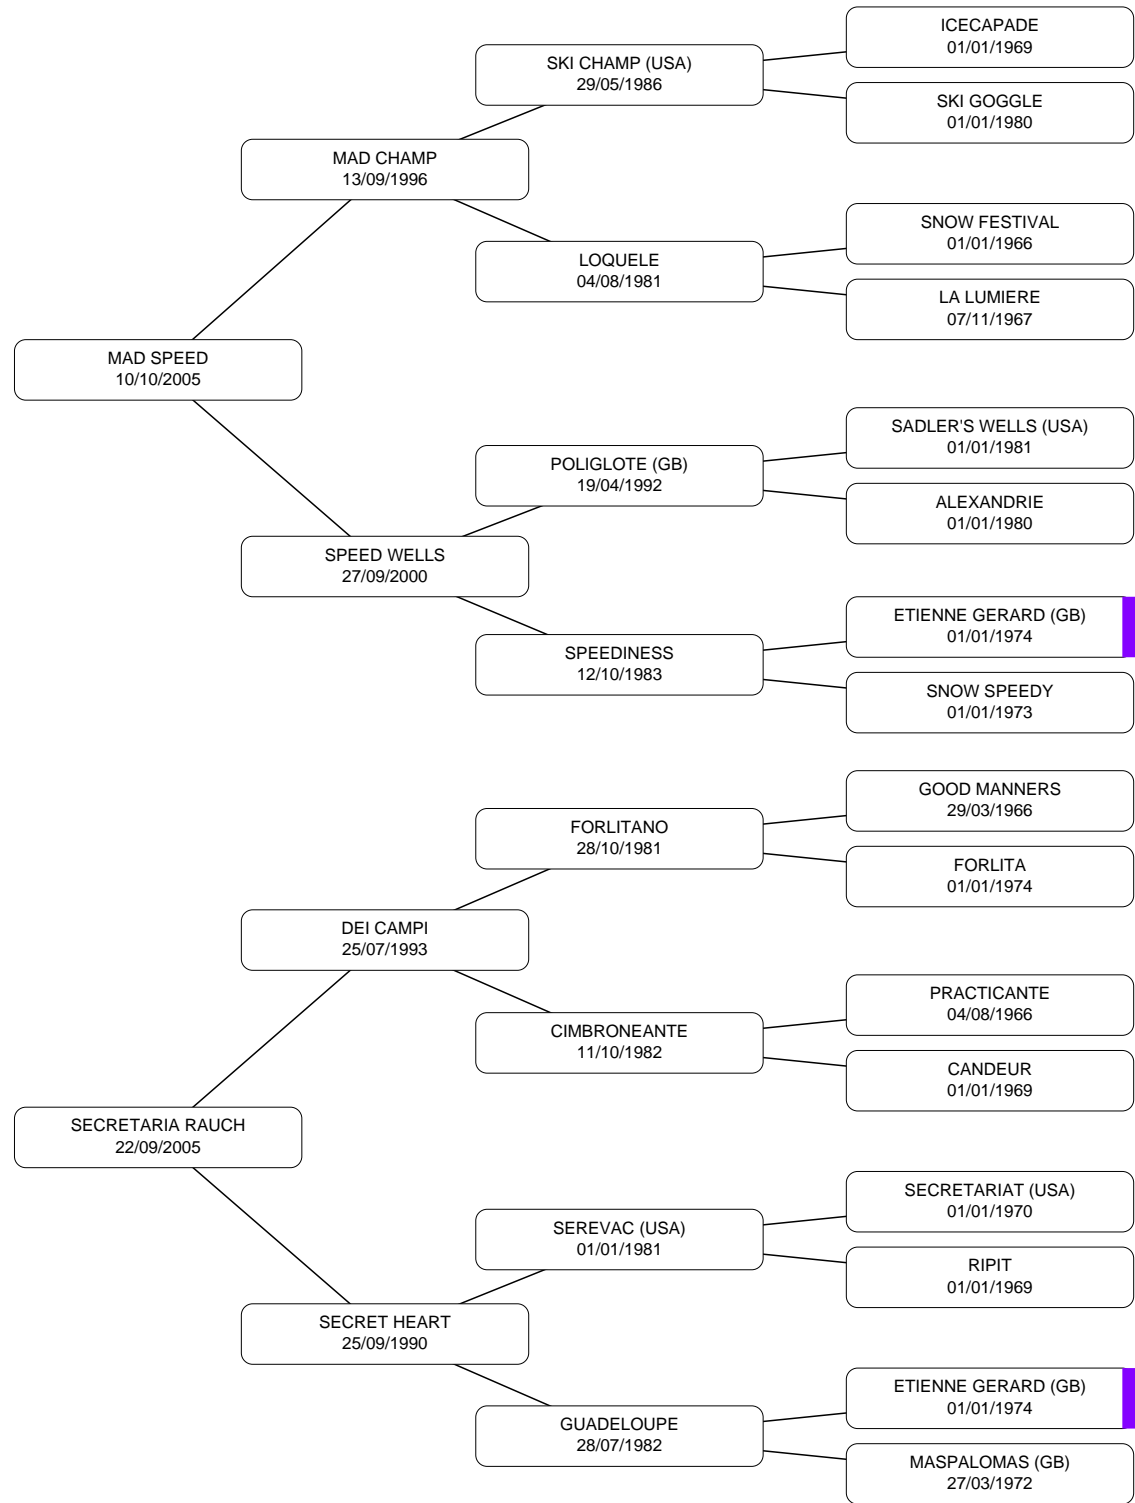 ICECAPADE
01/01/1969
SKI CHAMP (USA)
29/05/1986
SKI GOGGLE
01/01/1980
MAD CHAMP
13/09/1996
SNOW FESTIVAL
01/01/1966
LOQUELE
04/08/1981
LA LUMIERE
07/11/1967
MAD SPEED
10/10/2005
SADLER'S WELLS (USA)
01/01/1981
POLIGLOTE (GB)
19/04/1992
ALEXANDRIE
01/01/1980
SPEED WELLS
27/09/2000
ETIENNE GERARD (GB)
01/01/1974
SPEEDINESS
12/10/1983
SNOW SPEEDY
01/01/1973
GOOD MANNERS
29/03/1966
FORLITANO
28/10/1981
FORLITA
01/01/1974
DEI CAMPI
25/07/1993
PRACTICANTE
04/08/1966
CIMBRONEANTE
11/10/1982
CANDEUR
01/01/1969
SECRETARIA RAUCH
22/09/2005
SECRETARIAT (USA)
01/01/1970
SEREVAC (USA)
01/01/1981
RIPIT
01/01/1969
SECRET HEART
25/09/1990
ETIENNE GERARD (GB)
01/01/1974
GUADELOUPE
28/07/1982
MASPALOMAS (GB)
27/03/1972